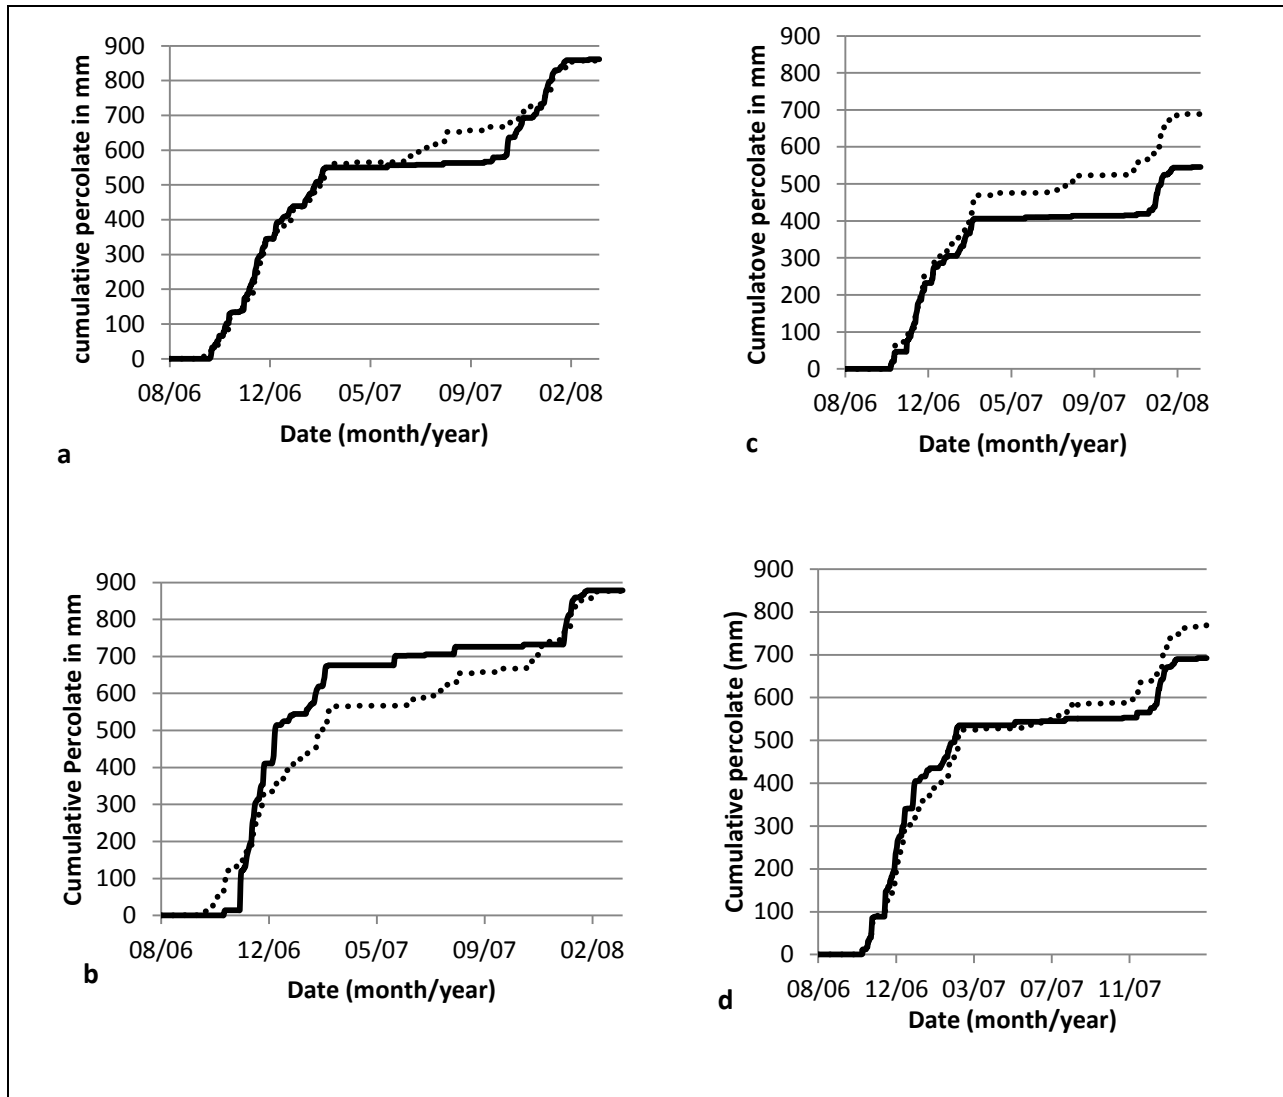 cumulative percolate in mm
900
800
700
600
500
400
300
200
100
0
08/06 12/06 05/07 09/07 02/08
Date (month/year)
a
Cumulatove percolate in mm
900
800
700
600
500
400
300
200
100
0
08/06 12/06 05/07 09/07 02/08
Date (month/year)
c
Cumulative Percolate in mm
900
800
700
600
500
400
300
200
100
0
08/06 12/06 05/07 09/07 02/08
Date (month/year)
b
Cumulative percolate (mm)
900
800
700
600
500
400
300
200
100
0
08/06 12/06 03/07 07/07 11/07
Date (month/year)
d